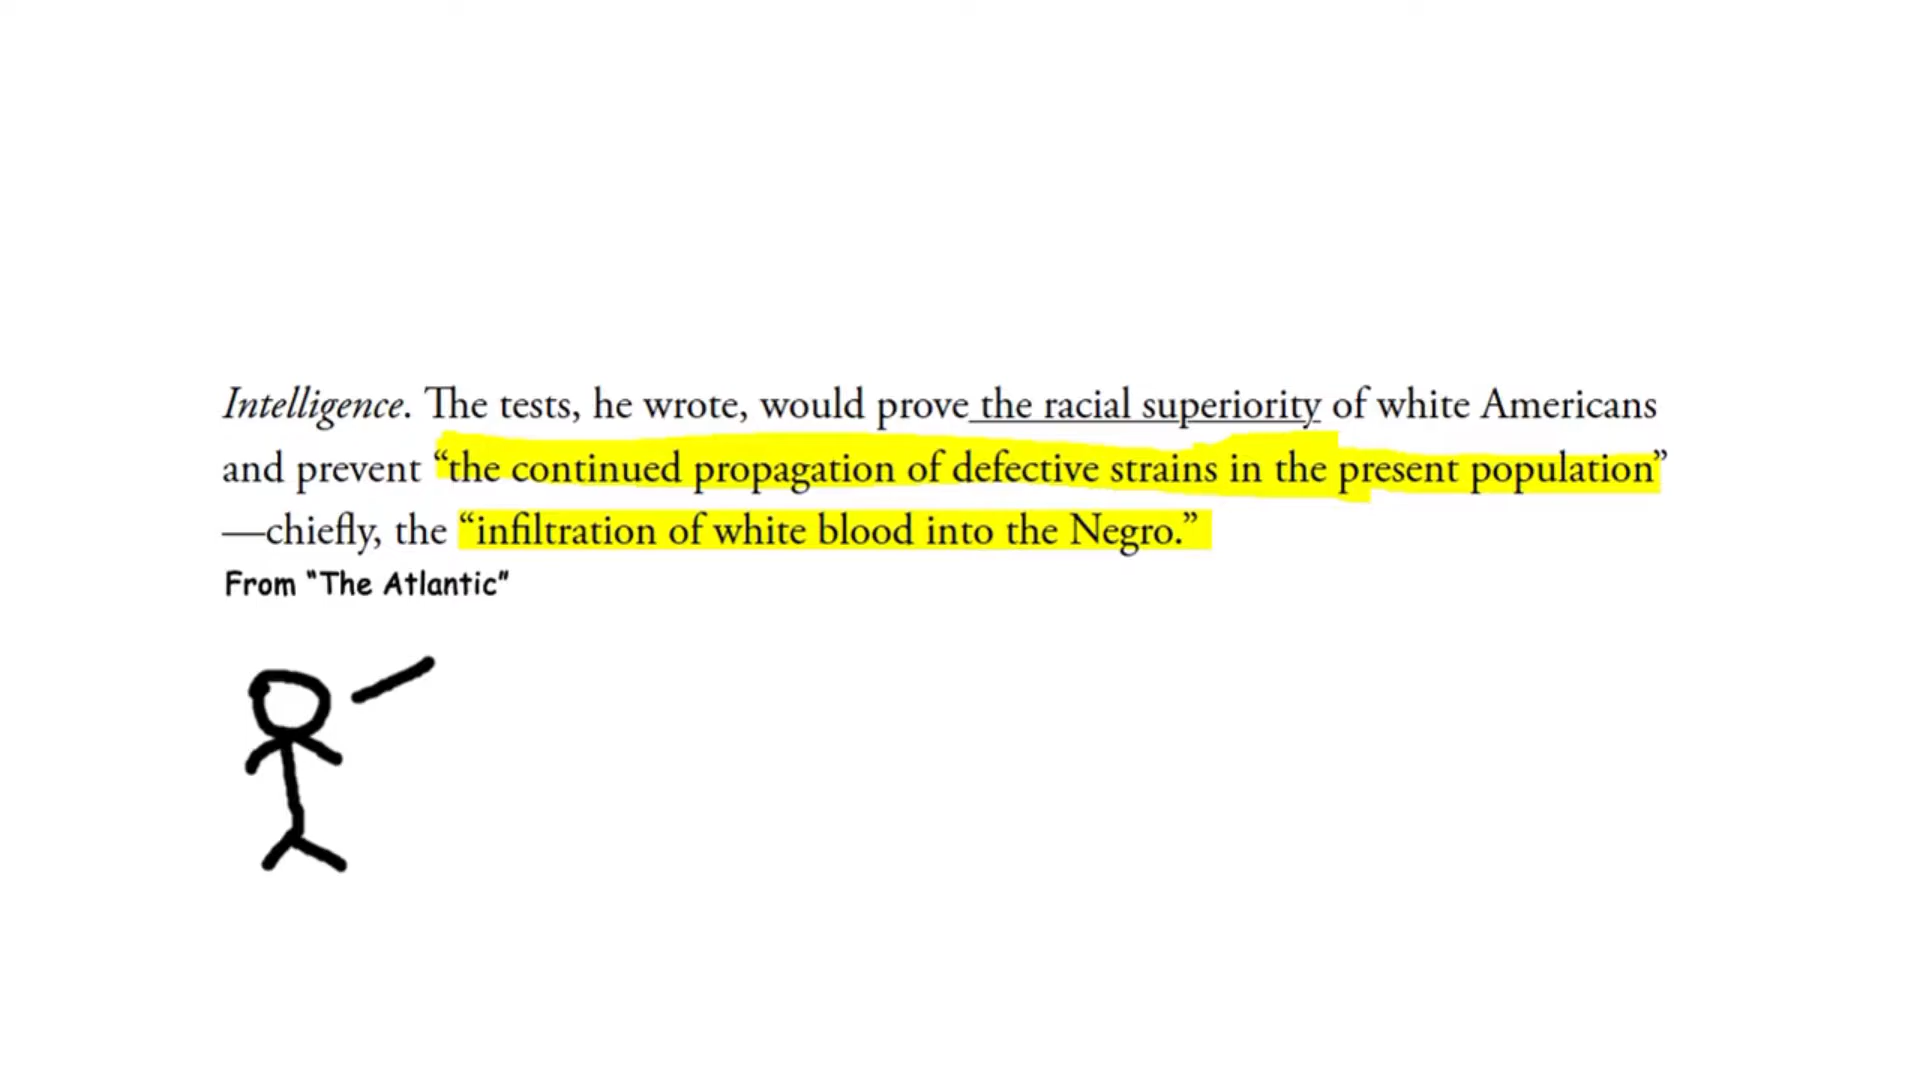 Intelligence. The tests, he wrote, would prove the racial superiority of white Americans
and prevent “the continued propagation of defective strains in the present population”
—chiefly, the “infiltration of white blood into the Negro.”
From "The Atlantic"